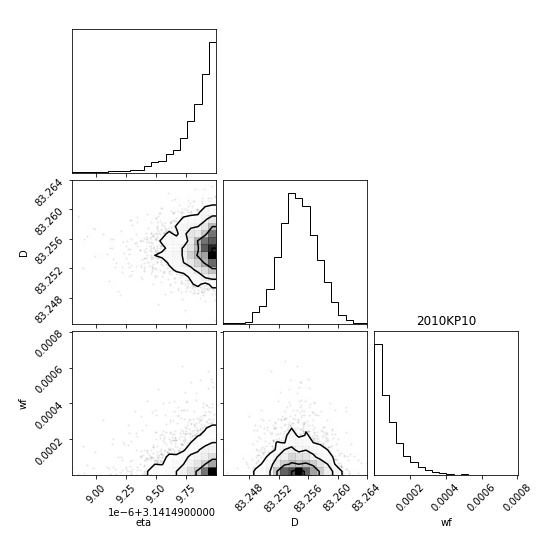 83.264
83.260
83.256
83.252
83.248
D
2010KP10
0.0008
0.0006
0.0004
0.0002
wf
9.00 9.25 9.50 9.75
1e-6+3.1414900000
eta
83.248 83.252 83.256 83.260 83.264
D
0.0002 0.0004 0.0006 0.0008
wf